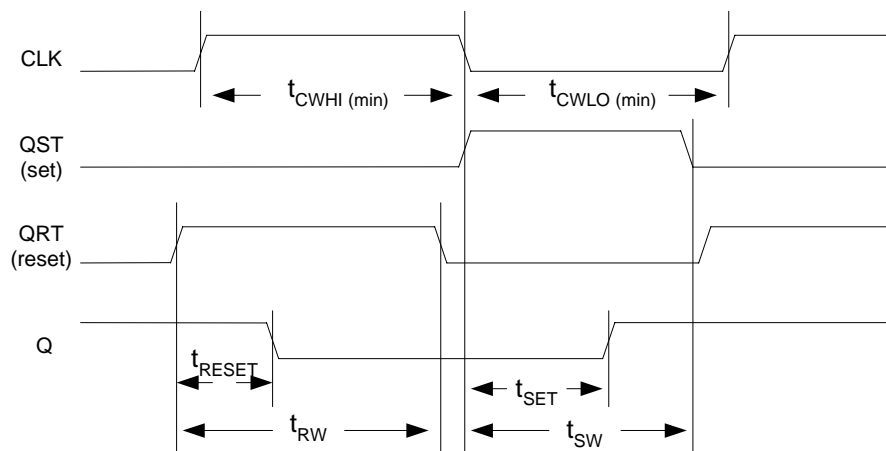 CLK
tCWHI (min)
tCWLO (min)
QST
(set)
QRT
(reset)
Q
tRESET
tSET
tRW
tSW